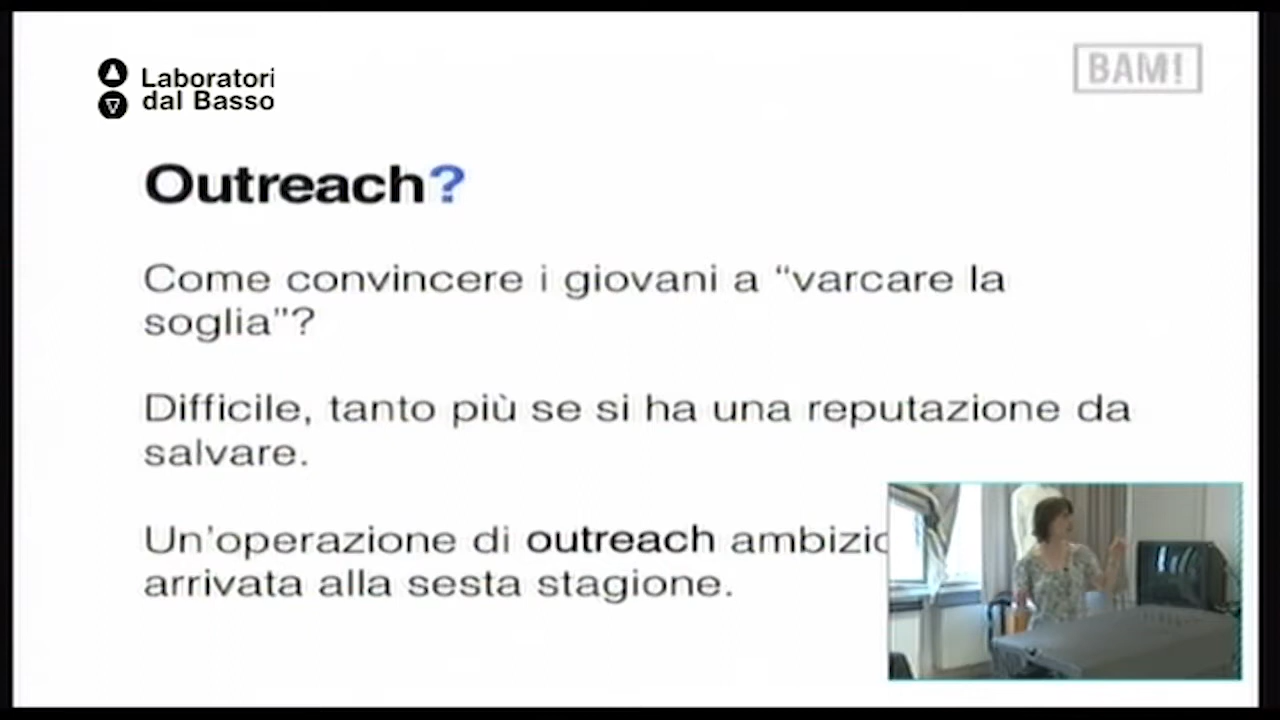 Laboratori
dal Basso
BAM!
Outreach?
Come convincere i giovani a “varcare la
soglia”?
Difficile, tanto più se si ha una reputazione da
salvare.
Un’operazione di outreach
arrivata alla sesta stagione.